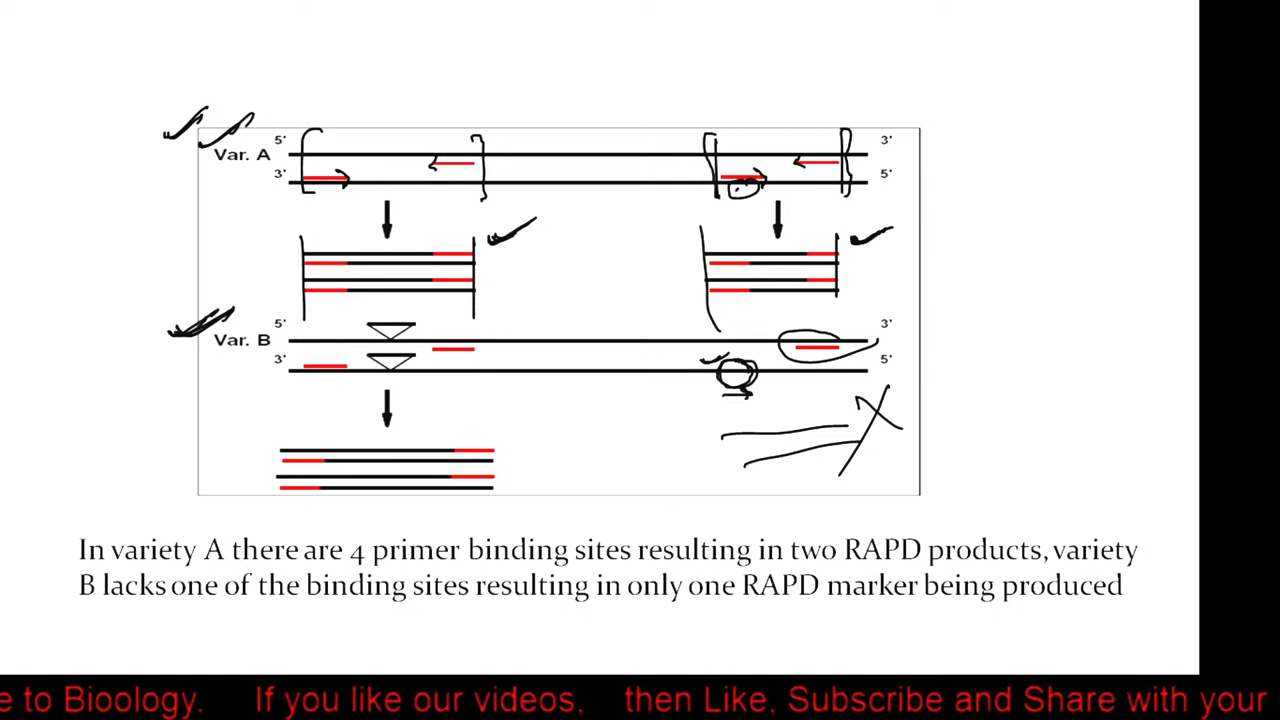 5' 3'
Var. A
3' 5'
5' 3'
Var. B
3' 5'
In variety A there are 4 primer binding sites resulting in two RAPD products, variety
B lacks one of the binding sites resulting in only one RAPD marker being produced
e to Bioology. If you like our videos, then Like, Subscribe and Share with your